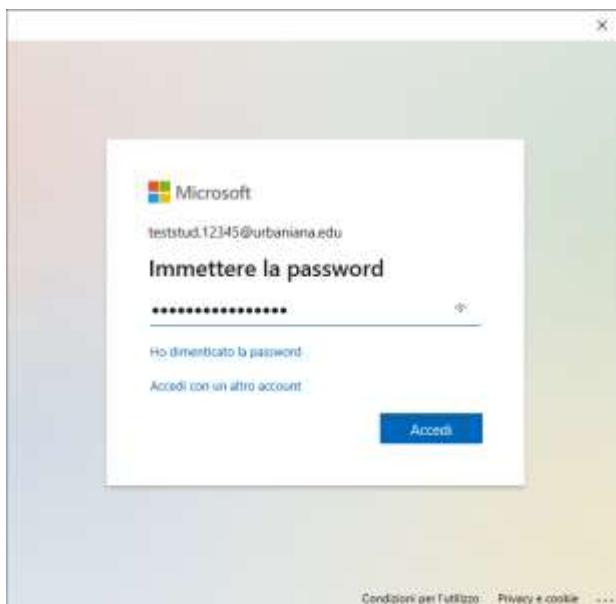 Microsoft
teststud.12345@urbaniana.edu
Immettere la password
••••••••••••••••
Ho dimenticato la password
Accedi con un altro account
Accedi
Condizioni per l'utilizzo Privacy e cookie ...